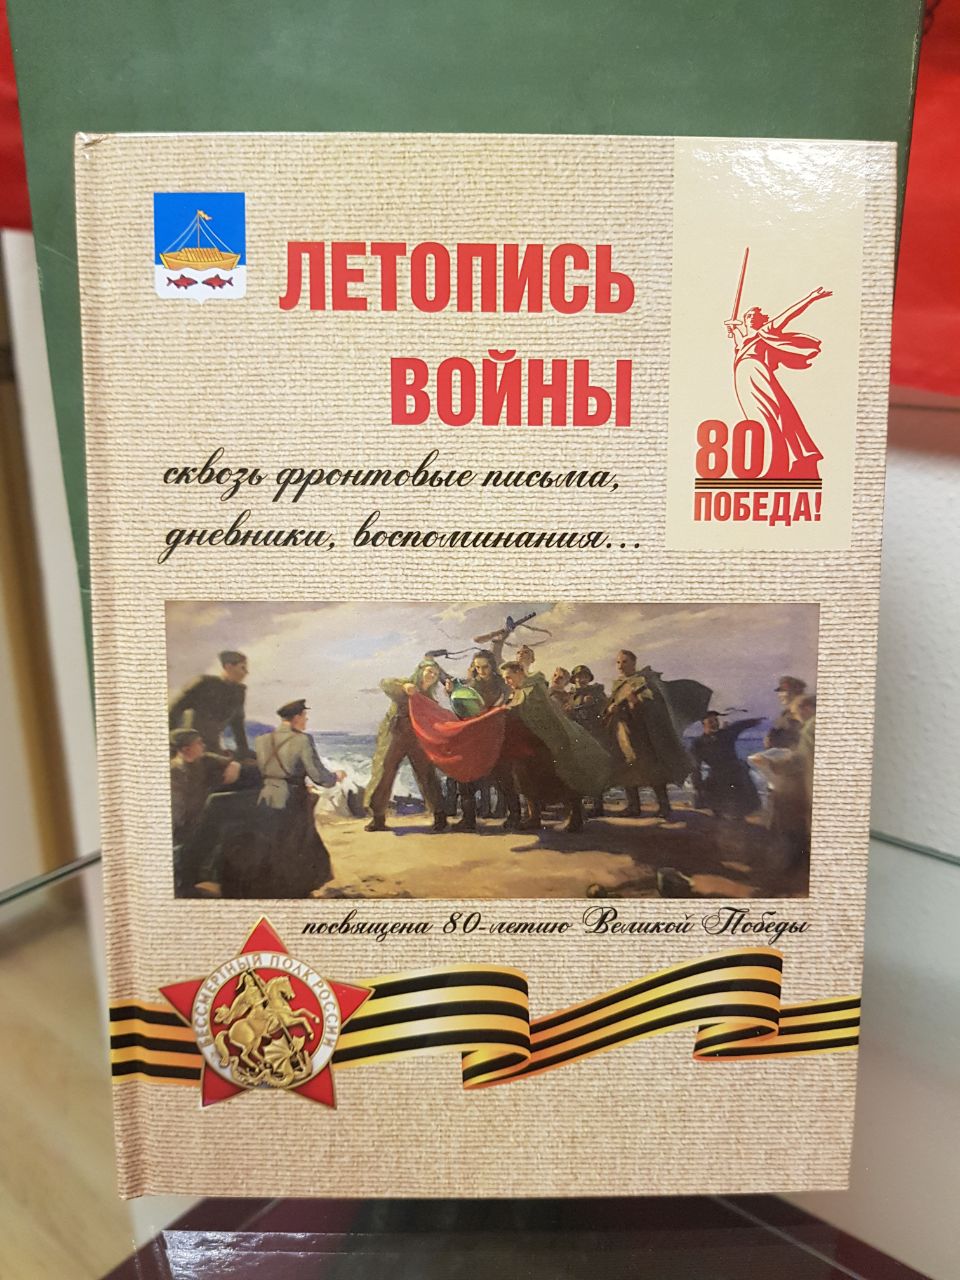 ЛЕТОПИСЬ
ВОЙНЫ
сквозь фронтовые письма,
дневники, воспоминания...
80
ПОБЕДА!
посвящена 80-летию Великой Победы
БЕССМЕРТНЫЙ ПОЛК РОССИИ